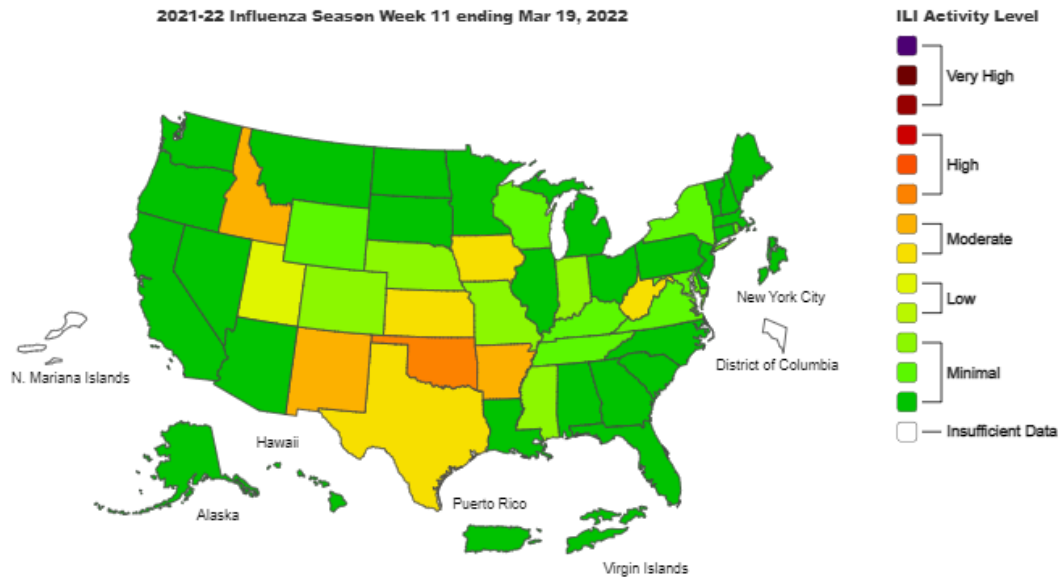 2021-22 Influenza Season Week 11 ending Mar 19, 2022
ILI Activity Level
Very High
High
Moderate
Low
Minimal
Insufficient Data
New York City
District of Columbia
N. Mariana Islands
Hawaii
Alaska
Puerto Rico
Virgin Islands